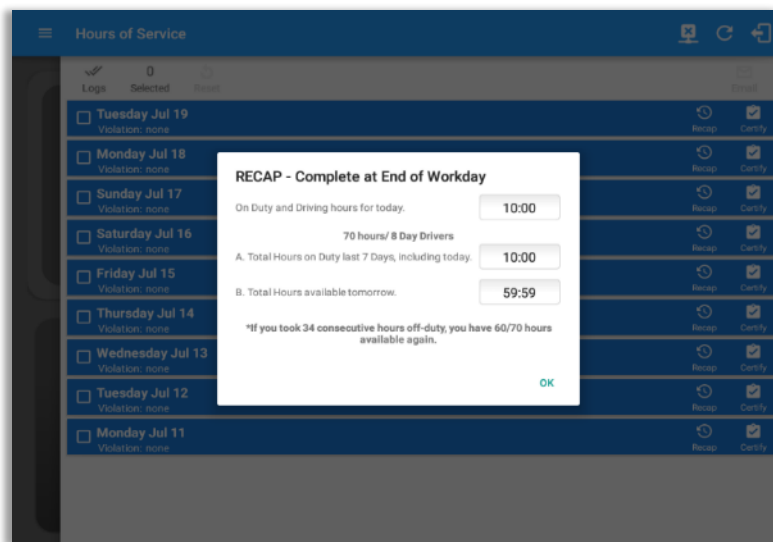 Hours of Service
Logs
0
Selected
Reset
Email
Tuesday Jul 19
Violation: none
Recap
Certify
Monday Jul 18
Violation: none
Recap
Certify
Sunday Jul 17
Violation: none
Recap
Certify
Saturday Jul 16
Violation: none
Recap
Certify
Friday Jul 15
Violation: none
Recap
Certify
Thursday Jul 14
Violation: none
Recap
Certify
Wednesday Jul 13
Violation: none
Recap
Certify
Tuesday Jul 12
Violation: none
Recap
Certify
Monday Jul 11
Violation: none
Recap
Certify
RECAP - Complete at End of Workday
On Duty and Driving hours for today.
10:00
70 hours/ 8 Day Drivers
A. Total Hours on Duty last 7 Days, including today.
10:00
B. Total Hours available tomorrow.
59:59
*If you took 34 consecutive hours off-duty, you have 60/70 hours
available again.
OK